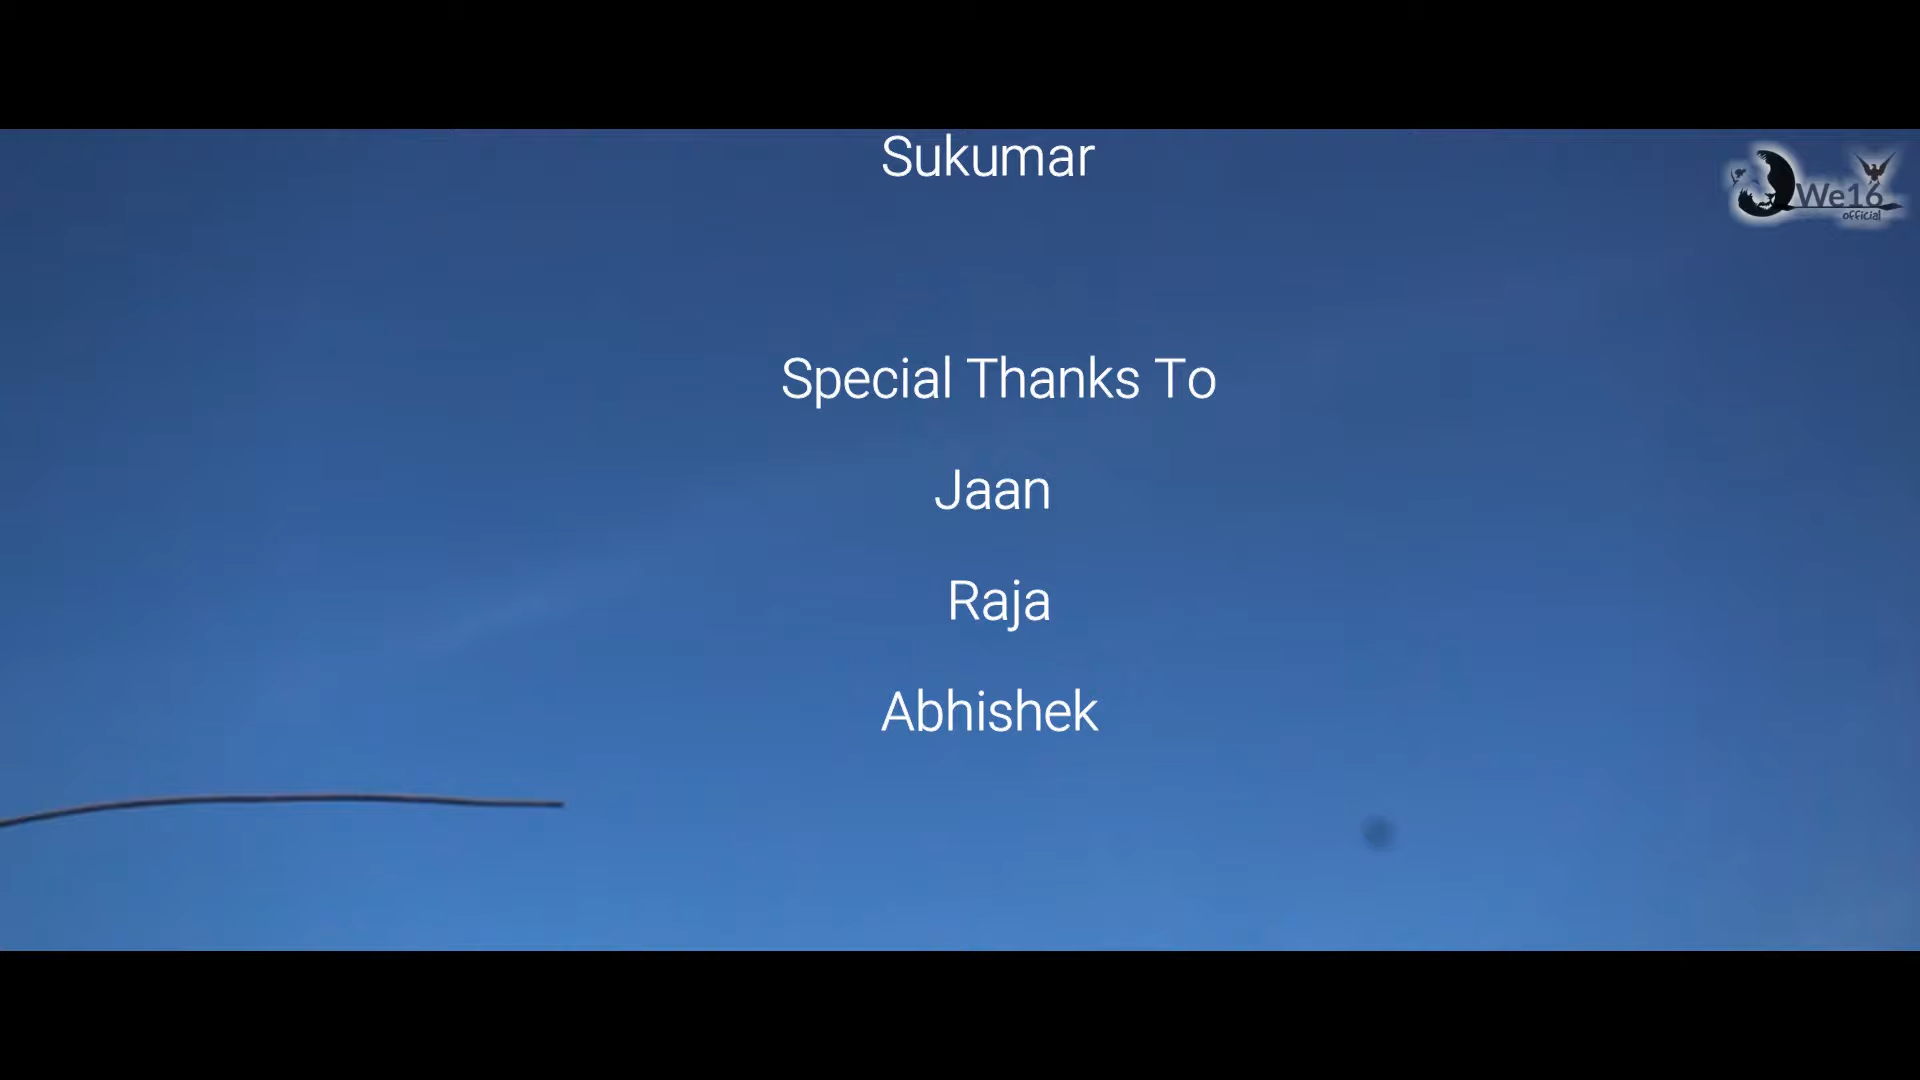 Sukumar
We16
official
Special Thanks To
Jaan
Raja
Abhishek